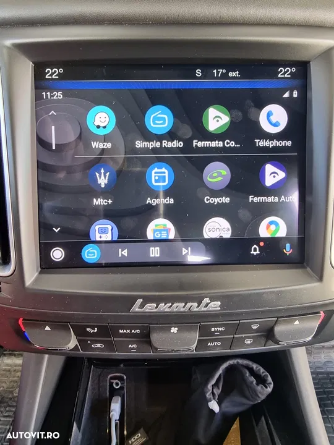 22° S 17° ext. 22°
11:25
Waze Simple Radio Fermata Co... Téléphone
Mtc+ Agenda Coyote Fermata Auto
sonica
Levante
MAX A/C SYNC
A/C AUTO
AUTOVIT.RO